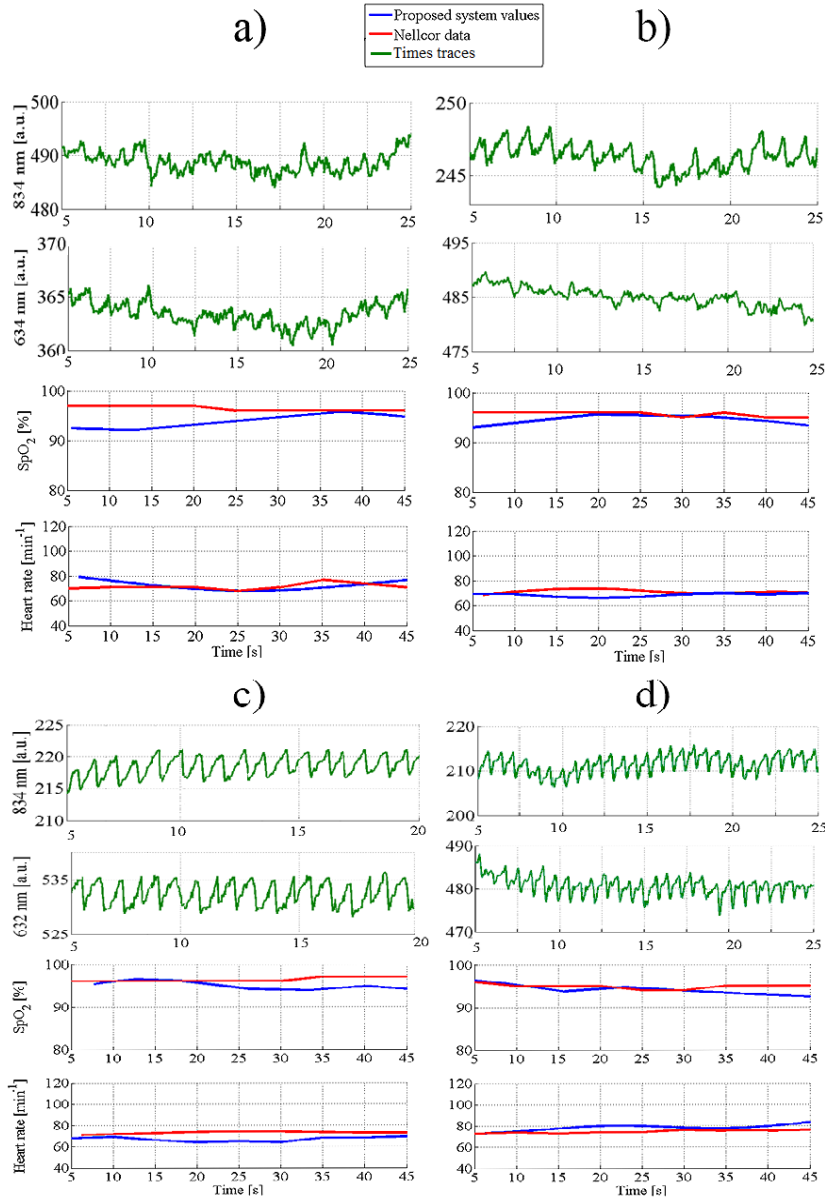 a)
Proposed system values
Nellcor data
Times traces
b)
834 nm [a.u.]
500
490
480
5 10 15 20 25
250
245
5 10 15 20 25
634 nm [a.u.]
370
365
360
5 10 15 20 25
495
485
475
5 10 15 20 25
SpO2 [%]
100
90
80
5 10 15 20 25 30 35 40 45
100
90
80
5 10 15 20 25 30 35 40 45
Heart rate [min-1]
120
100
80
60
40
5 10 15 20 25 30 35 40 45
Time [s]
120
100
80
60
40
5 10 15 20 25 30 35 40 45
Time [s]
c)
d)
834 nm [a.u.]
225
220
215
210
5 10 15 20
220
210
200
5 10 15 20 25
632 nm [a.u.]
535
525
5 10 15 20
490
480
470
5 10 15 20 25
SpO2 [%]
100
90
80
5 10 15 20 25 30 35 40 45
100
90
80
5 10 15 20 25 30 35 40 45
Heart rate [min-1]
120
100
80
60
40
5 10 15 20 25 30 35 40 45
Time [s]
120
100
80
60
40
5 10 15 20 25 30 35 40 45
Time [s]